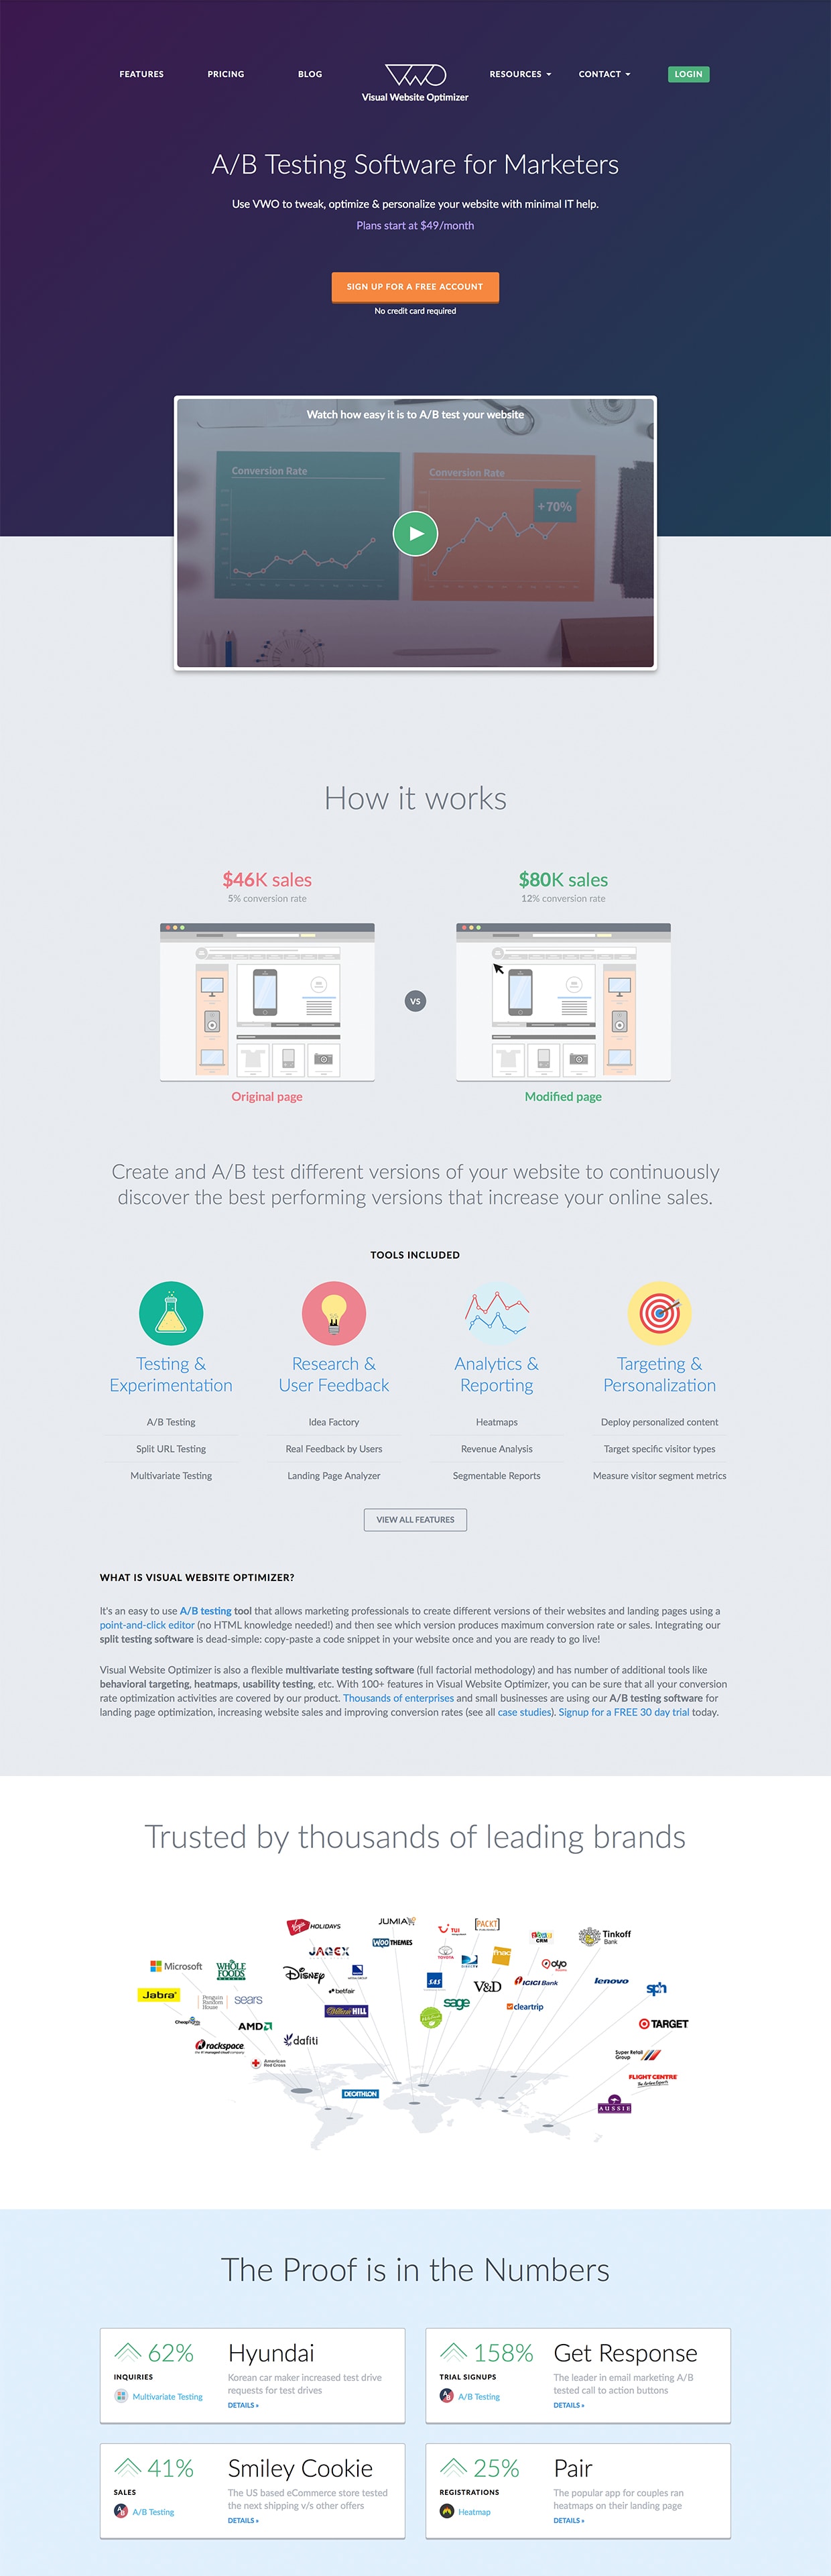 FEATURES
PRICING
BLOG
VWO
Visual Website Optimizer
RESOURCES
CONTACT
LOGIN
A/B Testing Software for Marketers
Use VWO to tweak, optimize & personalize your website with minimal IT help.
Plans start at $49/month
SIGN UP FOR A FREE ACCOUNT
No credit card required
Watch how easy it is to A/B test your website
Conversion Rate
Conversion Rate
+70%
How it works
$46K sales
5% conversion rate
$80K sales
12% conversion rate
VS
Original page
Modified page
Create and A/B test different versions of your website to continuously
discover the best performing versions that increase your online sales.
TOOLS INCLUDED
Testing &
Experimentation
A/B Testing
Split URL Testing
Multivariate Testing
Research &
User Feedback
Idea Factory
Real Feedback by Users
Landing Page Analyzer
Analytics &
Reporting
Heatmaps
Revenue Analysis
Segmentable Reports
Targeting &
Personalization
Deploy personalized content
Target specific visitor types
Measure visitor segment metrics
VIEW ALL FEATURES
WHAT IS VISUAL WEBSITE OPTIMIZER?
It's an easy to use A/B testing tool that allows marketing professionals to create different versions of their websites and landing pages using a
point-and-click editor (no HTML knowledge needed!) and then see which version produces maximum conversion rate or sales. Integrating our
split testing software is dead-simple: copy-paste a code snippet in your website once and you are ready to go live!
Visual Website Optimizer is also a flexible multivariate testing software (full factorial methodology) and has number of additional tools like
behavioral targeting, heatmaps, usability testing, etc. With 100+ features in Visual Website Optimizer, you can be sure that all your conversion
rate optimization activities are covered by our product. Thousands of enterprises and small businesses are using our A/B testing software for
landing page optimization, increasing website sales and improving conversion rates (see all case studies). Signup for a FREE 30 day trial today.
Trusted by thousands of leading brands
Virgin HOLIDAYS
JUMIA
TUI
PACKT
Tinkoff
Bank
ZOHO
CRM
JAGEX
WOOTHEMES
TOYOTA
DIRECTV
fnac
Microsoft
WHOLE
FOODS
Disney
oyo
Jabra
Penguin
Random
House
sears
betfair
SAS
V&D
ICICI Bank
lenovo
sph
William HILL
sage
cleartrip
CheapOair
AMD
TARGET
rackspace
dafiti
American
Red Cross
Super Retail
Group
FLIGHT CENTRE
DECATHLON
AUSSIE
The Proof is in the Numbers
62%
INQUIRIES
Multivariate Testing
Hyundai
Korean car maker increased test drive
requests for test drives
DETAILS »
158%
TRIAL SIGNUPS
A/B Testing
Get Response
The leader in email marketing A/B
tested call to action buttons
DETAILS »
41%
SALES
A/B Testing
Smiley Cookie
The US based eCommerce store tested
the next shipping v/s other offers
DETAILS »
25%
REGISTRATIONS
Heatmap
Pair
The popular app for couples ran
heatmaps on their landing page
DETAILS »